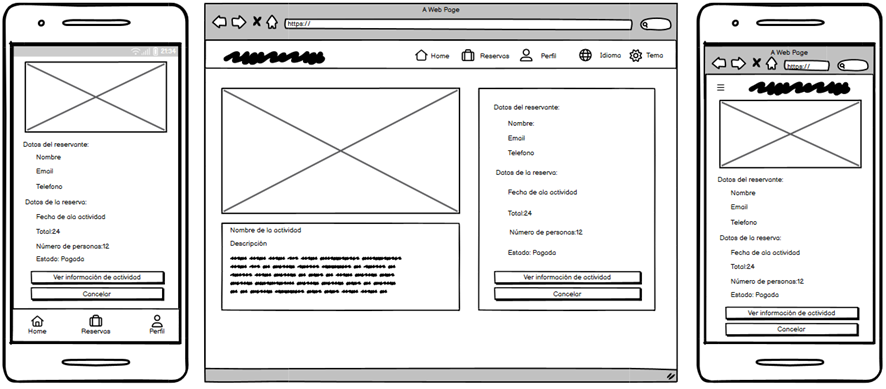 21:34
Datos del reservante:
Nombre
Email
Telefono
Datos de la reserva:
Fecha de ala actividad
Total:24
Número de personas:12
Estado: Pagada
Ver información de actividad
Cancelar
Home
Reservas
Perfil
A Web Page
https://
Home
Reservas
Perfil
Idioma
Tema
Nombre de la actividad
Descripción
Datos del reservante:
Nombre:
Email
Telefono
Datos de la reserva:
Fecha de ala actividad
Total:24
Número de personas:12
Estado: Pagada
Ver información de actividad
Cancelar
A Web Page
https://
Datos del reservante:
Nombre
Email
Telefono
Datos de la reserva:
Fecha de ala actividad
Total:24
Número de personas:12
Estado: Pagada
Ver información de actividad
Cancelar